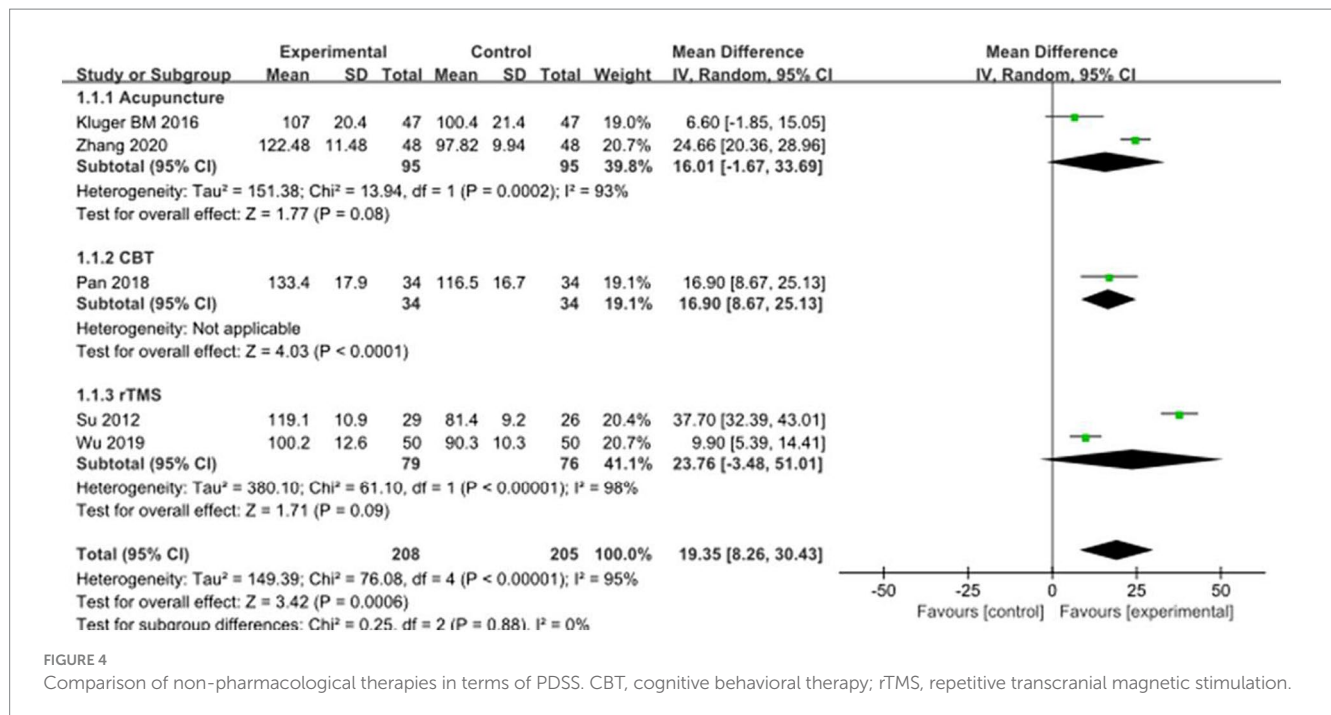 Experimental Control Mean Difference Mean Difference
Study or Subgroup Mean SD Total Mean SD Total Weight IV, Random, 95% CI IV, Random, 95% CI
1.1.1 Acupuncture
Kluger BM 2016 107 20.4 47 100.4 21.4 47 19.0% 6.60 [-1.85, 15.05]
Zhang 2020 122.48 11.48 48 97.82 9.94 48 20.7% 24.66 [20.36, 28.96]
Subtotal (95% CI) 95 95 39.8% 16.01 [-1.67, 33.69]
Heterogeneity: Tau² = 151.38; Chi² = 13.94, df = 1 (P = 0.0002); I² = 93%
Test for overall effect: Z = 1.77 (P = 0.08)
1.1.2 CBT
Pan 2018 133.4 17.9 34 116.5 16.7 34 19.1% 16.90 [8.67, 25.13]
Subtotal (95% CI) 34 34 19.1% 16.90 [8.67, 25.13]
Heterogeneity: Not applicable
Test for overall effect: Z = 4.03 (P < 0.0001)
1.1.3 rTMS
Su 2012 119.1 10.9 29 81.4 9.2 26 20.4% 37.70 [32.39, 43.01]
Wu 2019 100.2 12.6 50 90.3 10.3 50 20.7% 9.90 [5.39, 14.41]
Subtotal (95% CI) 79 76 41.1% 23.76 [-3.48, 51.01]
Heterogeneity: Tau² = 380.10; Chi² = 61.10, df = 1 (P < 0.00001); I² = 98%
Test for overall effect: Z = 1.71 (P = 0.09)
Total (95% CI) 208 205 100.0% 19.35 [8.26, 30.43]
Heterogeneity: Tau² = 149.39; Chi² = 76.08, df = 4 (P < 0.00001); I² = 95%
Test for overall effect: Z = 3.42 (P = 0.0006)
Test for subgroup differences: Chi² = 0.25, df = 2 (P = 0.88), I² = 0%
-50 -25 0 25 50
Favours [control] Favours [experimental]
FIGURE 4
Comparison of non-pharmacological therapies in terms of PDSS. CBT, cognitive behavioral therapy; rTMS, repetitive transcranial magnetic stimulation.